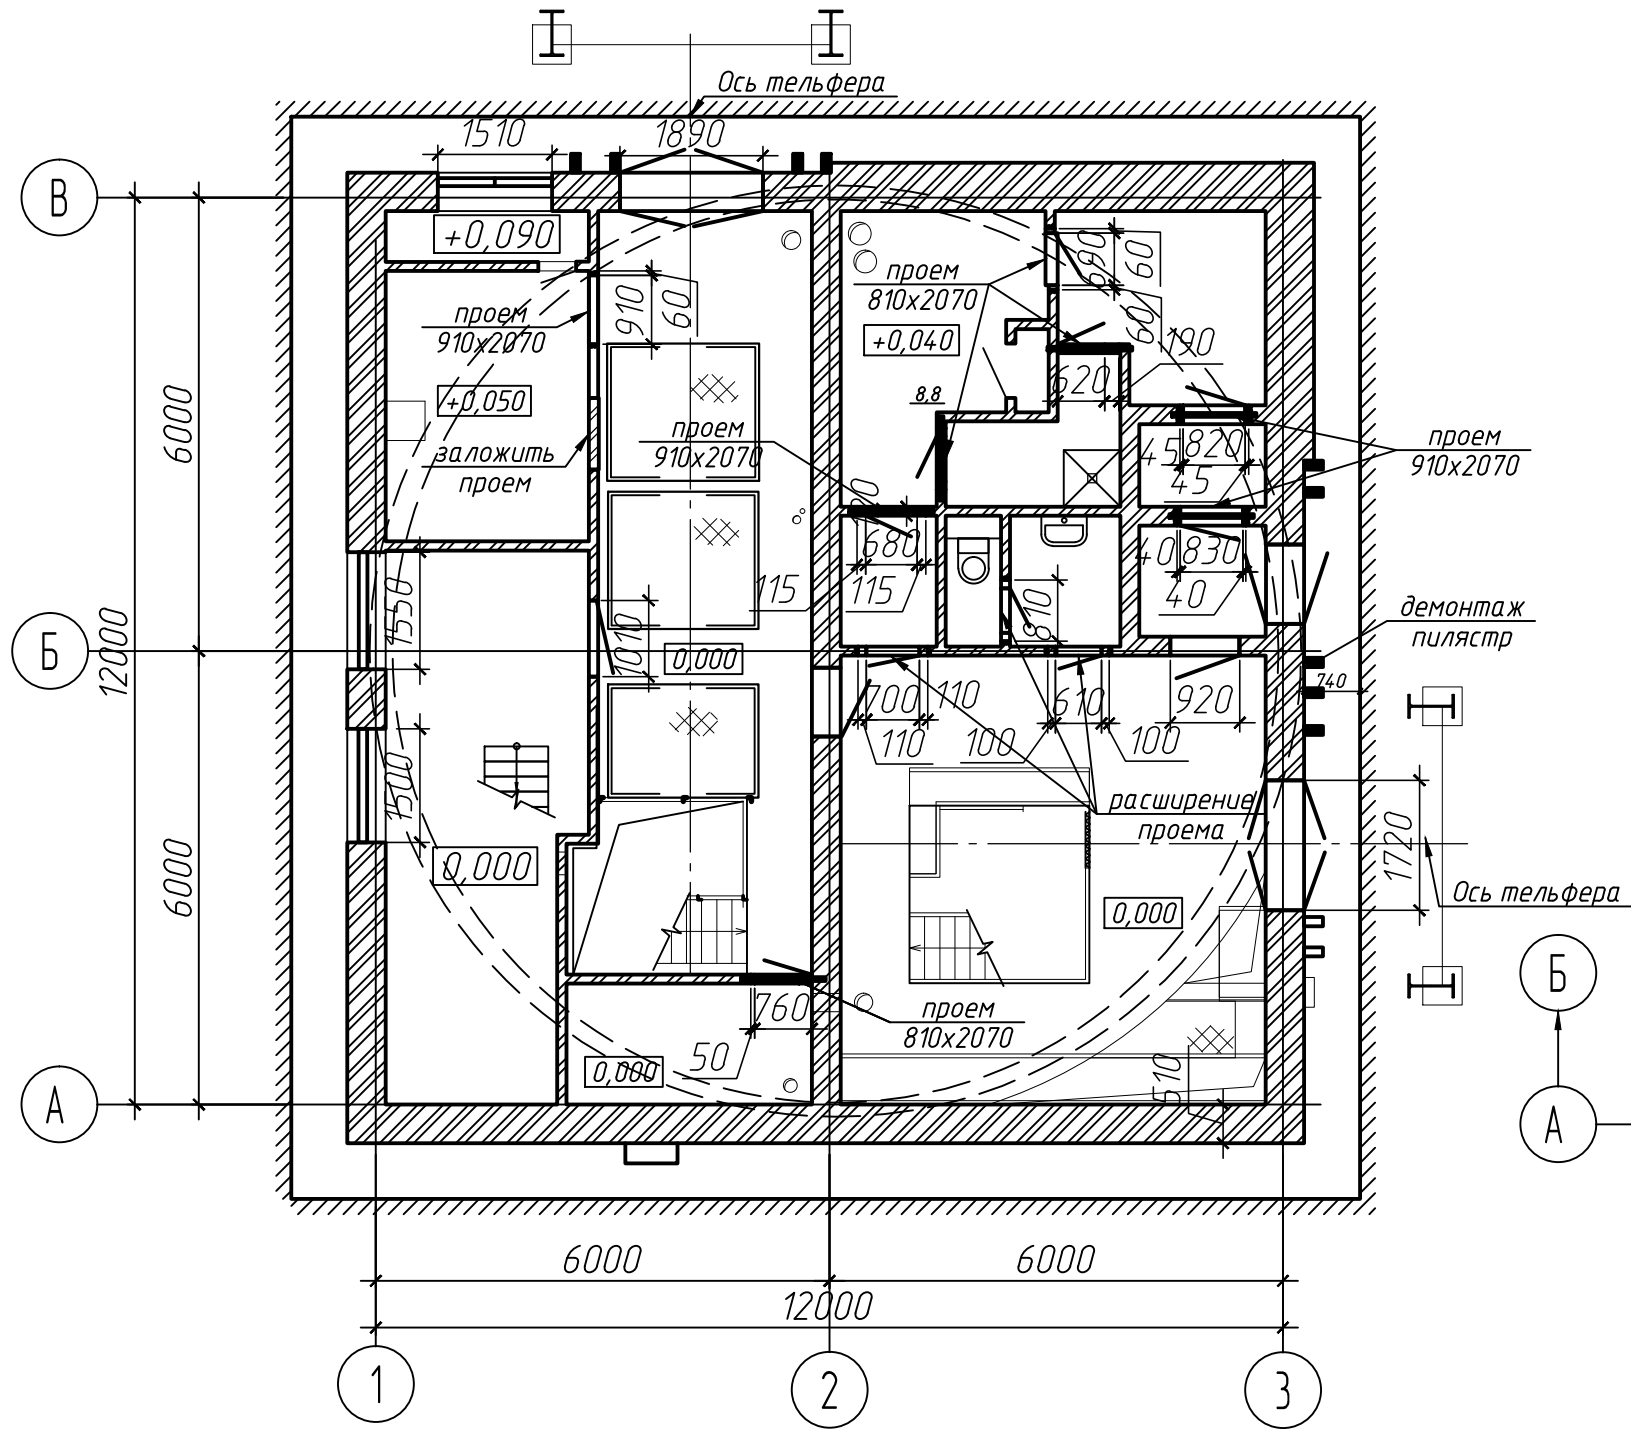 Ось тельфера
1510
1890
В
+0,090
690
60
проем
810х2070
проем
910х2070
910
60
60
190
+0,040
6000
+0,050
620
8,8
проем
910х2070
заложить
проем
проем
910х2070
45
820
45
120
680
115
115
40
830
40
1550
12000
Б
1010
0,000
810
демонтаж
пилястр
740
700
110
110
610
100
100
920
1500
расширение
проема
1720
6000
0,000
0,000
Ось тельфера
Б
А
проем
810х2070
760
50
0,000
510
А
6000
6000
12000
1
2
3